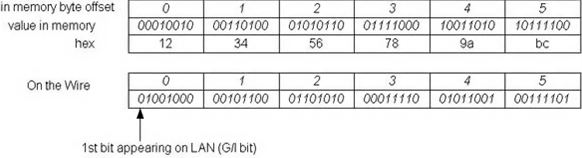 in memory byte offset 0 1 2 3 4 5
value in memory 00010010 00110100 01010110 01111000 10011010 10111100
hex 12 34 56 78 9a bc
0 1 2 3 4 5
On the Wire 01001000 00101100 01101010 00011110 01011001 00111101
1st bit appearing on LAN (G/I bit)